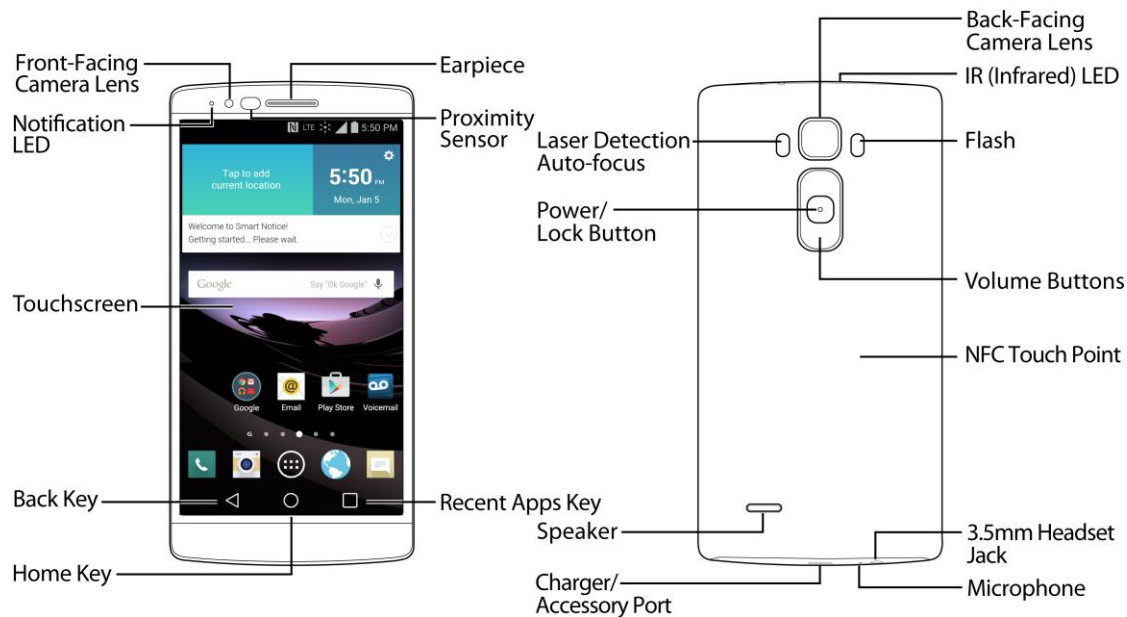 Front-Facing
Camera Lens
Notification
LED
Touchscreen
Back Key
Home Key
Earpiece
Proximity
Sensor
Recent Apps Key
LTE 5:50 PM
Tap to add
current location
5:50 PM
Mon, Jan 5
Welcome to Smart Notice!
Getting started... Please wait.
Google Say "Ok Google"
Google Email Play Store Voicemail
Laser Detection
Auto-focus
Power/
Lock Button
Speaker
Charger/
Accessory Port
Back-Facing
Camera Lens
IR (Infrared) LED
Flash
Volume Buttons
NFC Touch Point
3.5mm Headset
Jack
Microphone